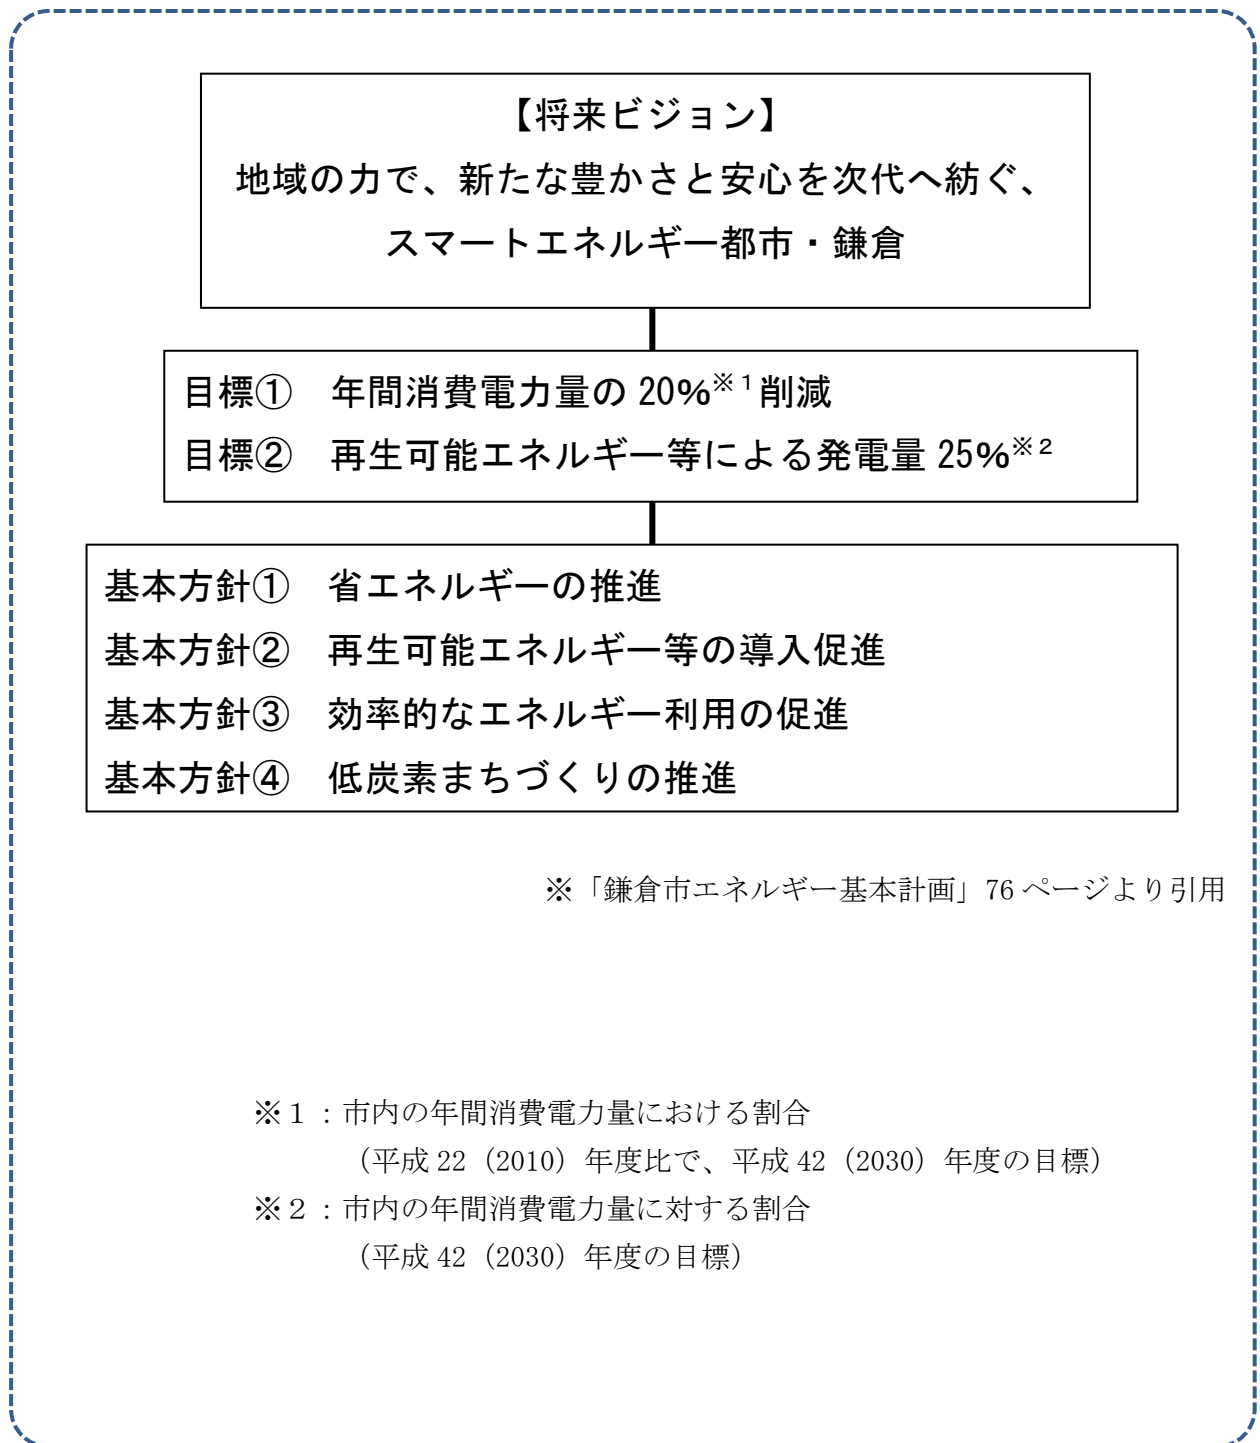 【将来ビジョン】
地域の力で、新たな豊かさと安心を次代へ紡ぐ、
スマートエネルギー都市・鎌倉
目標①　年間消費電力量の 20%※１削減
目標②　再生可能エネルギー等による発電量 25%※２
基本方針①　省エネルギーの推進
基本方針②　再生可能エネルギー等の導入促進
基本方針③　効率的なエネルギー利用の促進
基本方針④　低炭素まちづくりの推進
※「鎌倉市エネルギー基本計画」76 ページより引用
※１：市内の年間消費電力量における割合
（平成 22（2010）年度比で、平成 42（2030）年度の目標）
※２：市内の年間消費電力量に対する割合
（平成 42（2030）年度の目標）